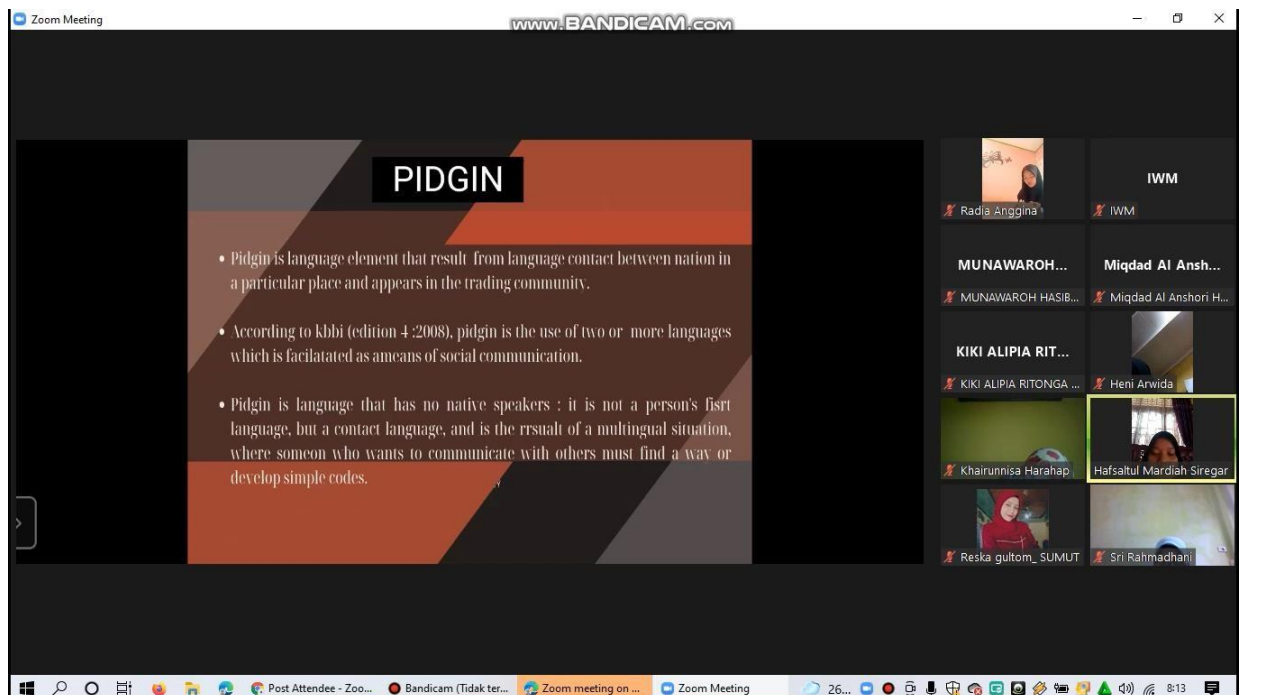 Zoom Meeting
www.BANDICAM.com
PIDGIN
• Pidgin is language element that result from language contact between nation in
a particular place and appears in the trading community.
• According to kbbi (edition 4 :2008), pidgin is the use of two or more languages
which is facilatated as ameans of social communication.
• Pidgin is language that has no native speakers : it is not a person's fisrt
language, but a contact language, and is the rrsualt of a multingual situation,
where someon who wants to communicate with others must find a way or
develop simple codes.
Radia Anggina
IWM
IWM
MUNAWAROH...
MUNAWAROH HASIB...
Miqdad Al Ansh...
Miqdad Al Anshori H...
KIKI ALIPIA RIT...
KIKI ALIPIA RITONGA ...
Heni Arwida
Khairunnisa Harahap
Hafsaltul Mardiah Siregar
Reska gultom_ SUMUT
Sri Rahmadhani
Post Attendee - Zoo...
Bandicam (Tidak ter...
Zoom meeting on ...
Zoom Meeting
26...
8:13